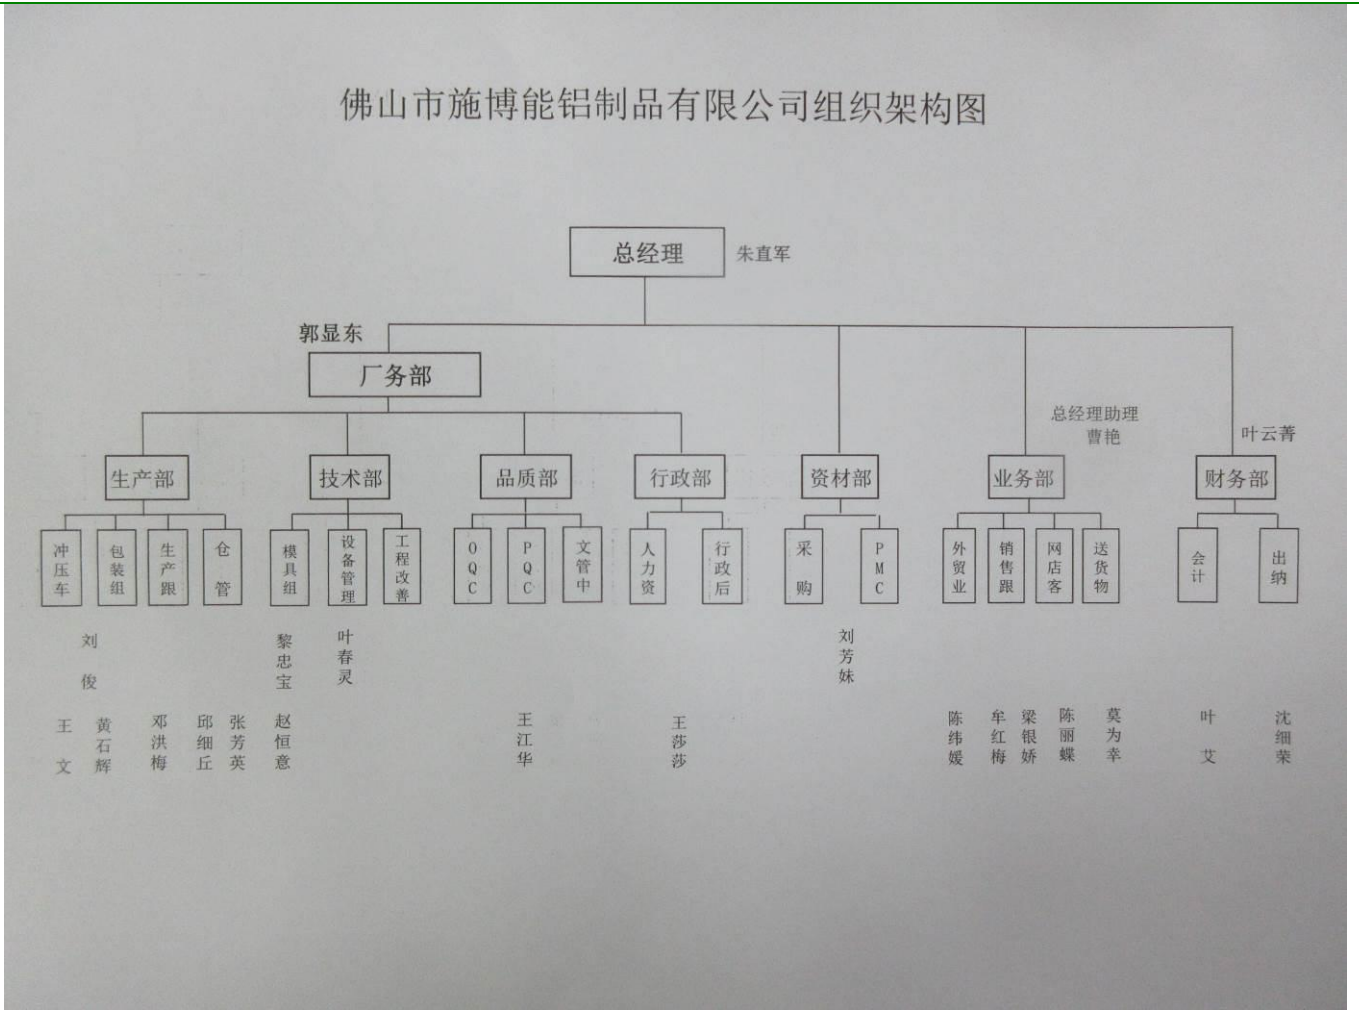 佛山市施博能铝制品有限公司组织架构图
总经理
朱直军
郭显东
厂务部
总经理助理
曹艳
叶云菁
生产部
技术部
品质部
行政部
资材部
业务部
财务部
冲压车
包装组
生产跟
仓管
模具组
设备管理
工程改善
OQC
PQC
文管中
人力资
行政后
采购
PMC
外贸业
销售跟
网店客
送货物
会计
出纳
刘俊
黎忠宝
叶春灵
刘芳妹
王文
黄石辉
邓洪梅
邱细丘
张芳英
赵恒意
王江华
王莎莎
陈纬媛
牟红梅
梁银娇
陈丽蝶
莫为幸
叶艾
沈细荣